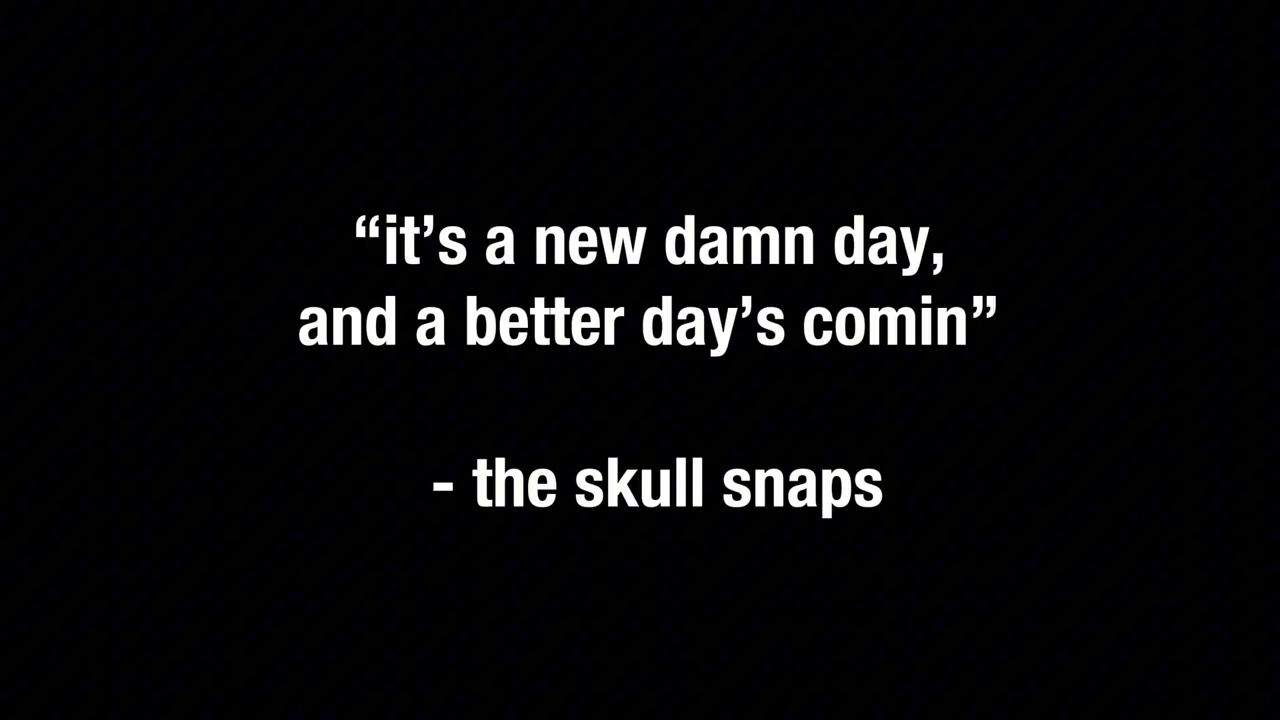 “it’s a new damn day,
and a better day’s comin”
- the skull snaps